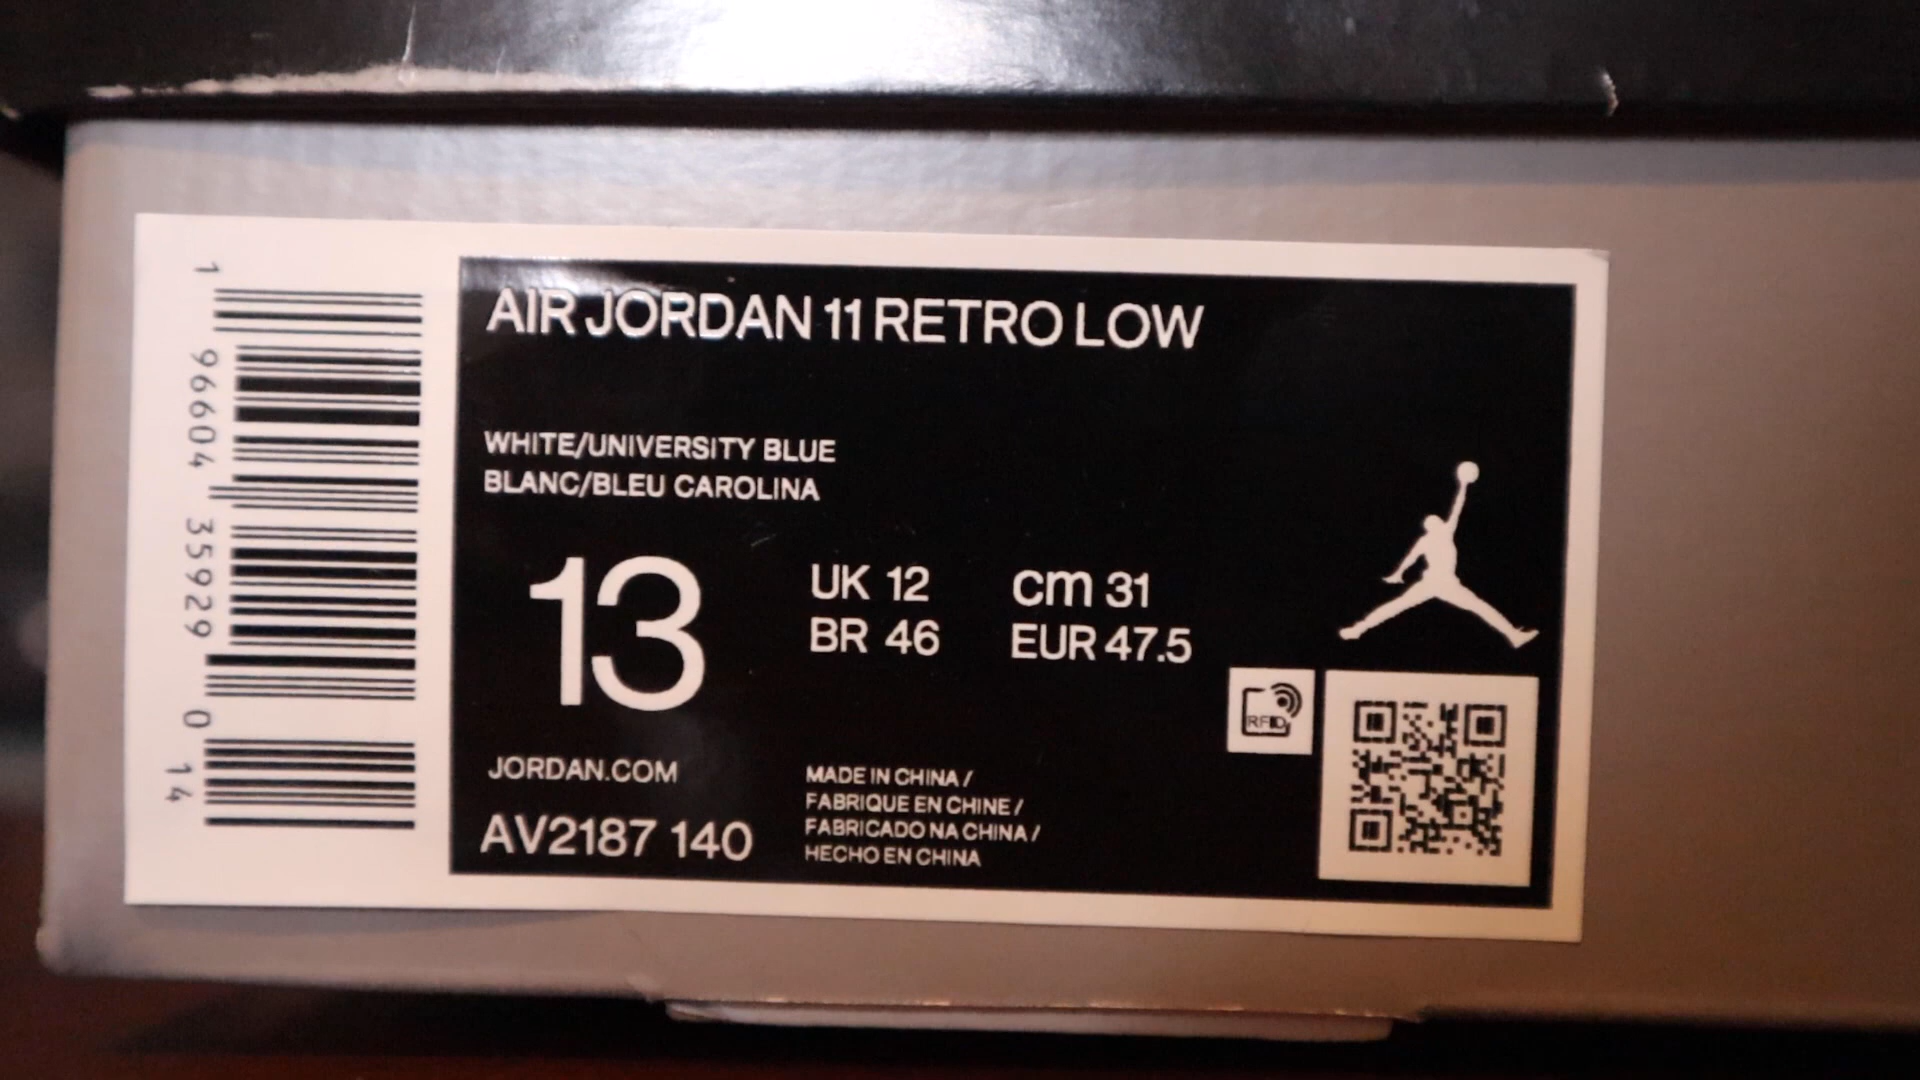 1 96604 35929 0 14
AIR JORDAN 11 RETRO LOW
WHITE/UNIVERSITY BLUE
BLANC/BLEU CAROLINA
13
UK 12 cm 31
BR 46 EUR 47.5
RFID
JORDAN.COM
AV2187 140
MADE IN CHINA /
FABRIQUE EN CHINE /
FABRICADO NA CHINA /
HECHO EN CHINA